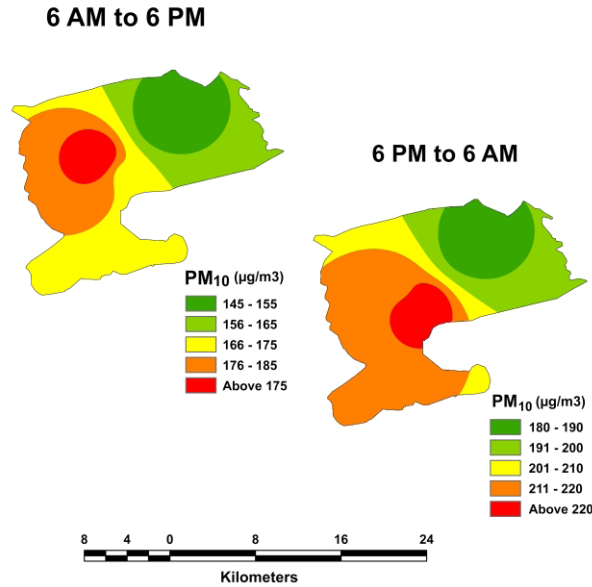 6 AM to 6 PM
PM10 (µg/m3)
145 - 155
156 - 165
166 - 175
176 - 185
Above 175
6 PM to 6 AM
PM10 (µg/m3)
180 - 190
191 - 200
201 - 210
211 - 220
Above 220
8 4 0 8 16 24
Kilometers